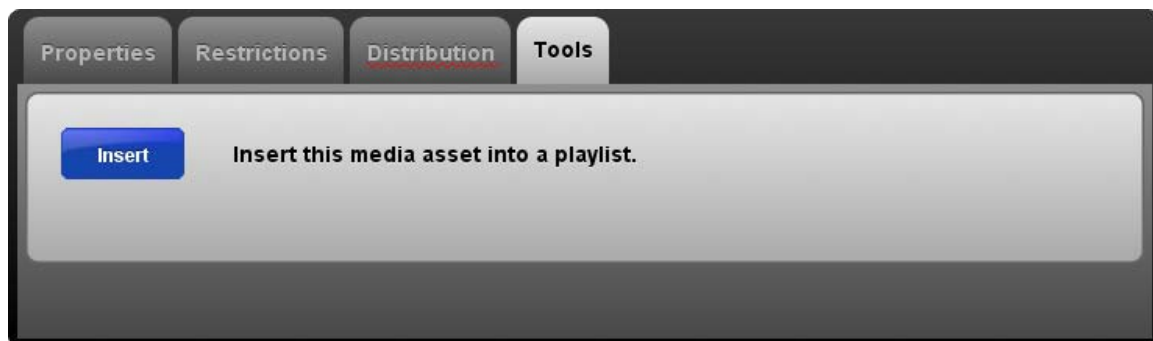 Properties Restrictions Distribution Tools
Insert Insert this media asset into a playlist.